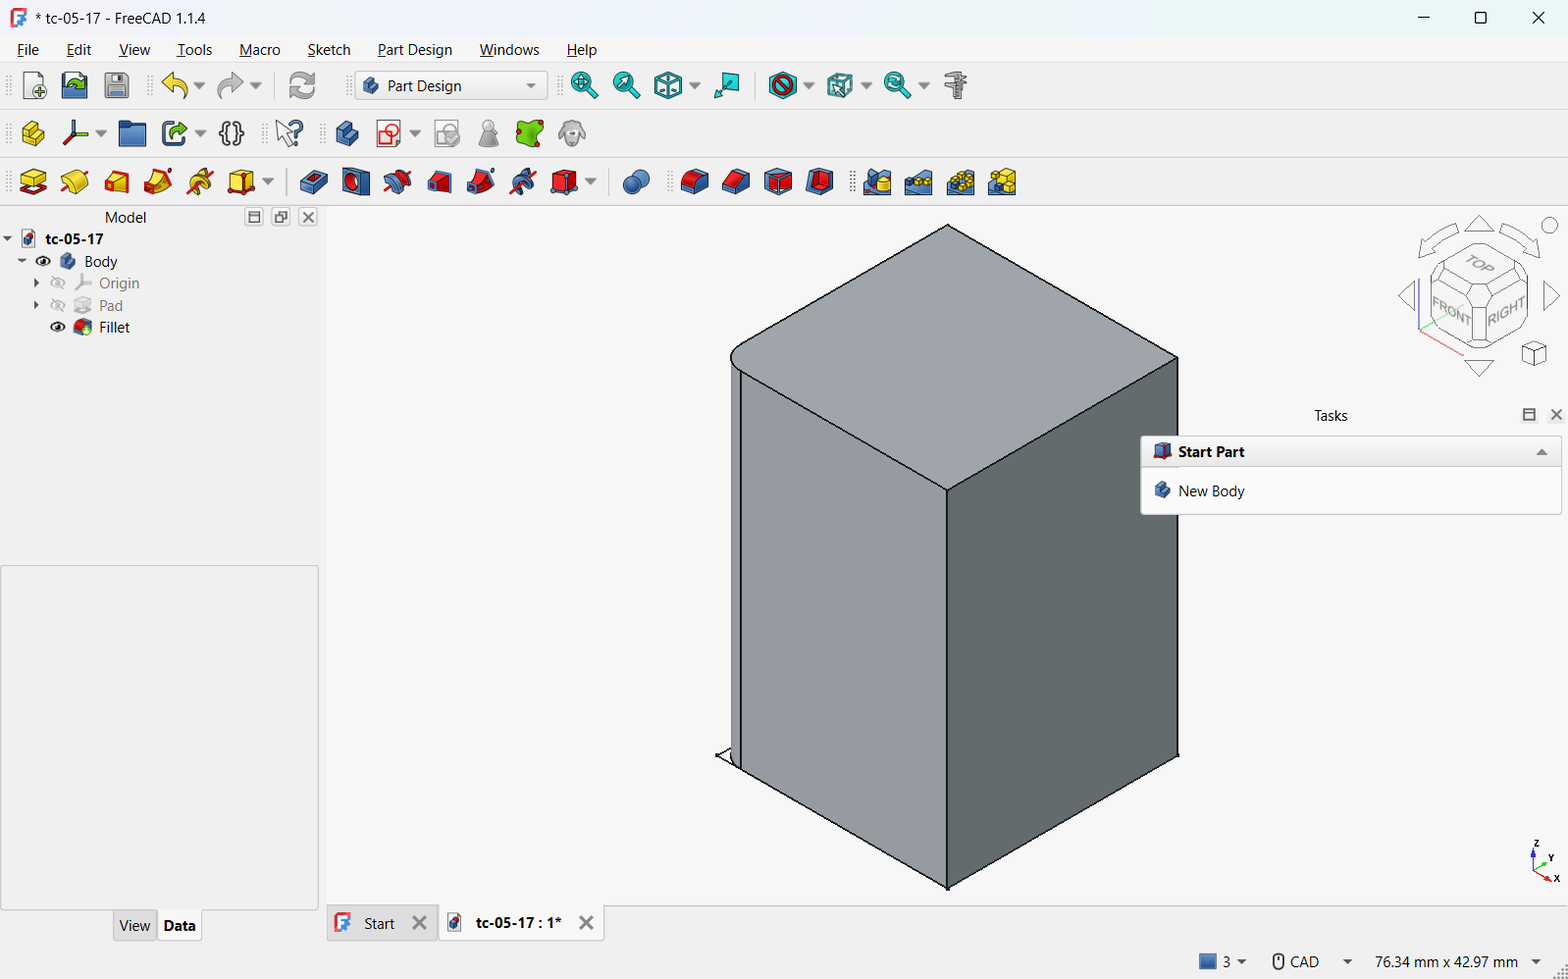 * tc-05-17 - FreeCAD 1.1.4
File Edit View Tools Macro Sketch Part Design Windows Help
Part Design
Model
tc-05-17
Body
Origin
Pad
Fillet
TOP
FRONT RIGHT
Tasks
Start Part
New Body
Z
Y
X
View Data
Start tc-05-17 : 1*
3 CAD 76.34 mm x 42.97 mm